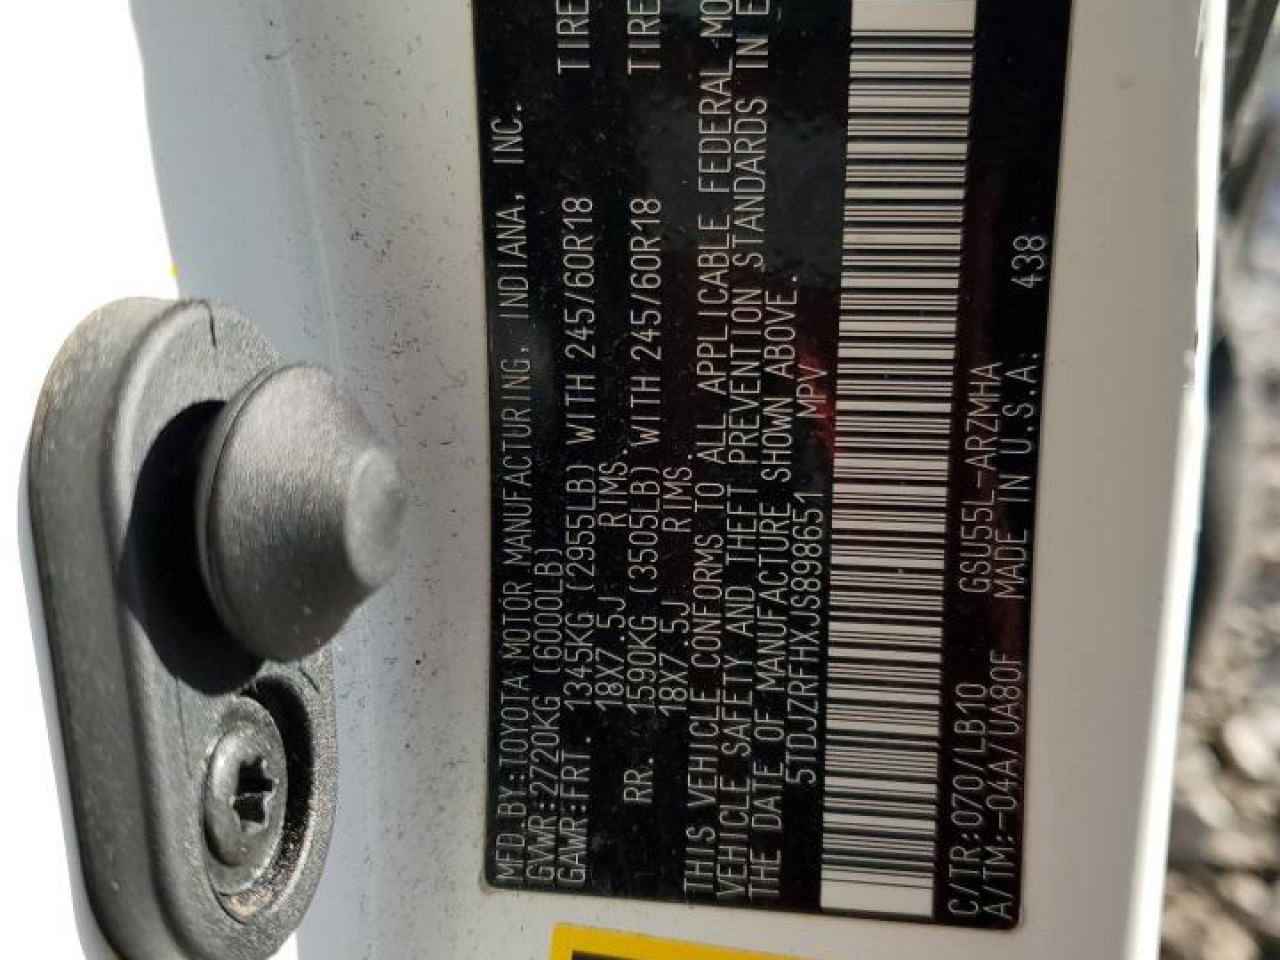 MFD.BY:TOYOTA MOTOR MANUFACTURING, INDIANA, INC.
GVWR:2720KG (6000LB)
GAWR:FRT. 1345KG (2955LB) WITH 245/60R18 TIRE
18X7.5J RIMS.
RR. 1590KG (3505LB) WITH 245/60R18 TIRE
18X7.5J RIMS.
THIS VEHICLE CONFORMS TO ALL APPLICABLE FEDERAL MO
VEHICLE SAFETY AND THEFT PREVENTION STANDARDS IN E
THE DATE OF MANUFACTURE SHOWN ABOVE.
5TDJZRFHXJS898651 MPV
C/TR:070/LB10 GSU55L-ARZMHA
A/TM:-04A/UA80F MADE IN U.S.A. 438